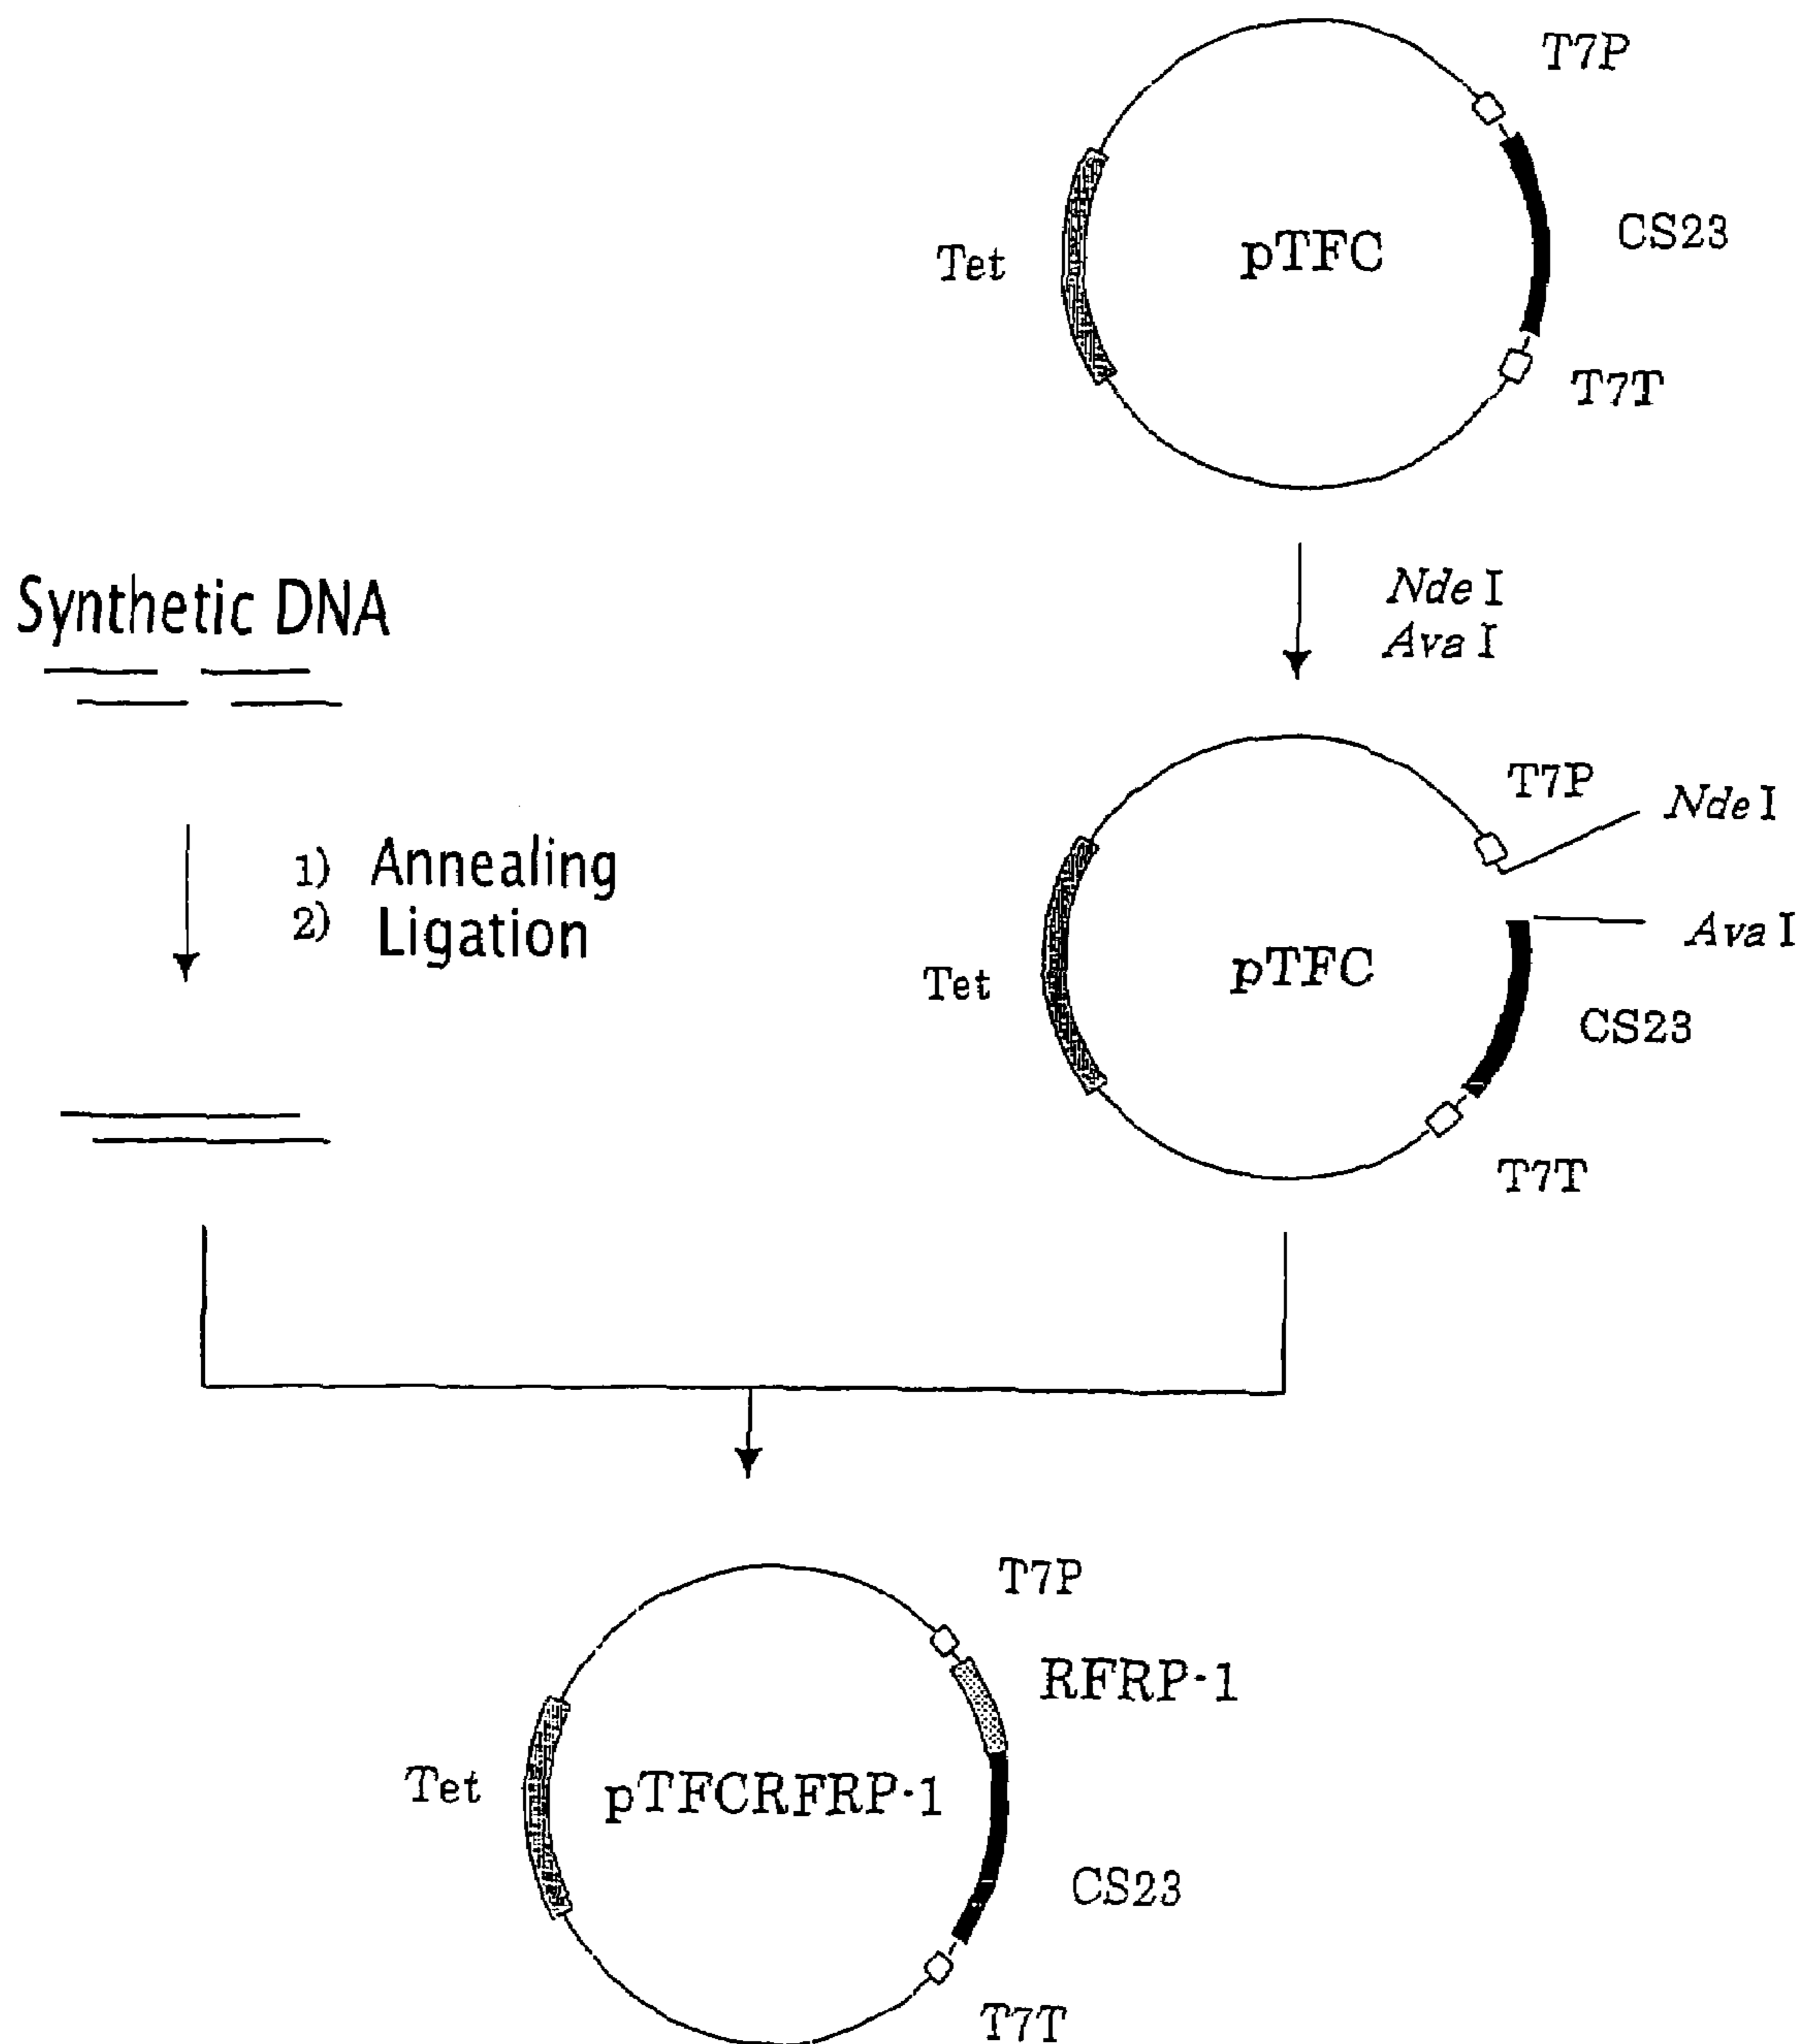 T7P
CS23
Tet
pTFC
T7T
Nde I
Ava I
Synthetic DNA
1) Annealing
2) Ligation
T7P
Nde I
Ava I
Tet
pTFC
CS23
T7T
T7P
RFRP-1
Tet
pTFCRFRP-1
CS23
T7T